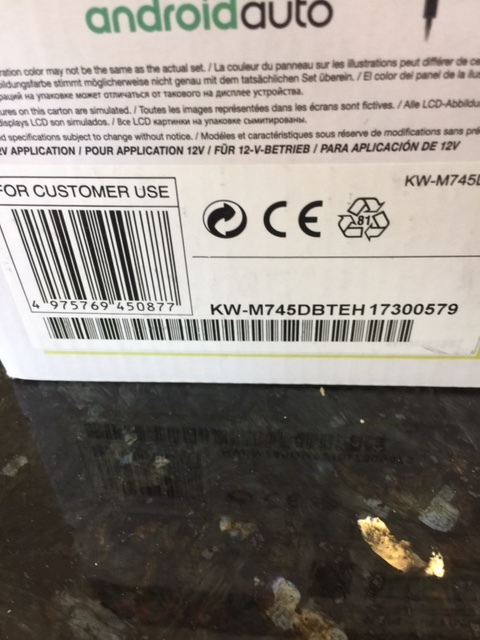 androidauto
ration color may not be the same as the actual set. / La couleur du panneau sur les illustrations peut différer de ce
bildungsfarbe stimmt möglicherweise nicht genau mit dem tatsächlichen Set überein. / El color del panel de la ilus
раций на упаковке может отличаться от такового на дисплее устройства.
ures on this carton are simulated. / Toutes les images représentées dans les écrans sont fictives. / Alle LCD-Abbildu
displays LCD son simulados. / Все LCD картинки на упаковке сымитированы.
nd specifications subject to change without notice. / Modèles et caractéristiques sous réserve de modifications sans pré
2V APPLICATION / POUR APPLICATION 12V / FÜR 12-V-BETRIEB / PARA APLICACIÓN DE 12V
FOR CUSTOMER USE
KW-M745D
CE
81
4 975769 450877
KW-M745DBTEH 17300579